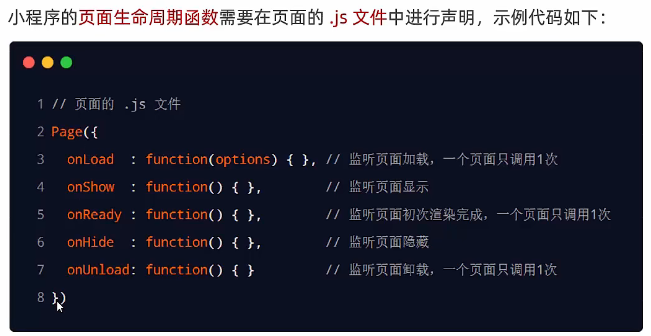 小程序的页面生命周期函数需要在页面的 .js 文件中进行声明，示例代码如下：
1 // 页面的 .js 文件
2 Page({
3   onLoad  : function(options) { }, // 监听页面加载，一个页面只调用1次
4   onShow  : function() { },        // 监听页面显示
5   onReady : function() { },        // 监听页面初次渲染完成，一个页面只调用1次
6   onHide  : function() { },        // 监听页面隐藏
7   onUnload: function() { }         // 监听页面卸载，一个页面只调用1次
8 })